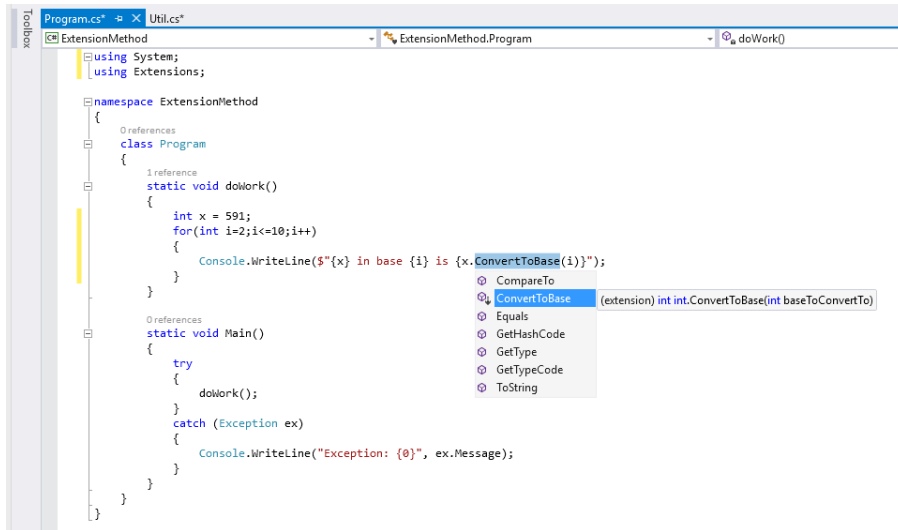 Toolbox
Program.cs* Util.cs*
C# ExtensionMethod ExtensionMethod.Program doWork()
using System;
using Extensions;
namespace ExtensionMethod
{
0 references
class Program
{
1 reference
static void doWork()
{
int x = 591;
for(int i=2;i<=10;i++)
{
Console.WriteLine($"{x} in base {i} is {x.ConvertToBase(i)}");
}
}
CompareTo
ConvertToBase (extension) int int.ConvertToBase(int baseToConvertTo)
Equals
GetHashCode
GetType
GetTypeCode
ToString
0 references
static void Main()
{
try
{
doWork();
}
catch (Exception ex)
{
Console.WriteLine("Exception: {0}", ex.Message);
}
}
}
}